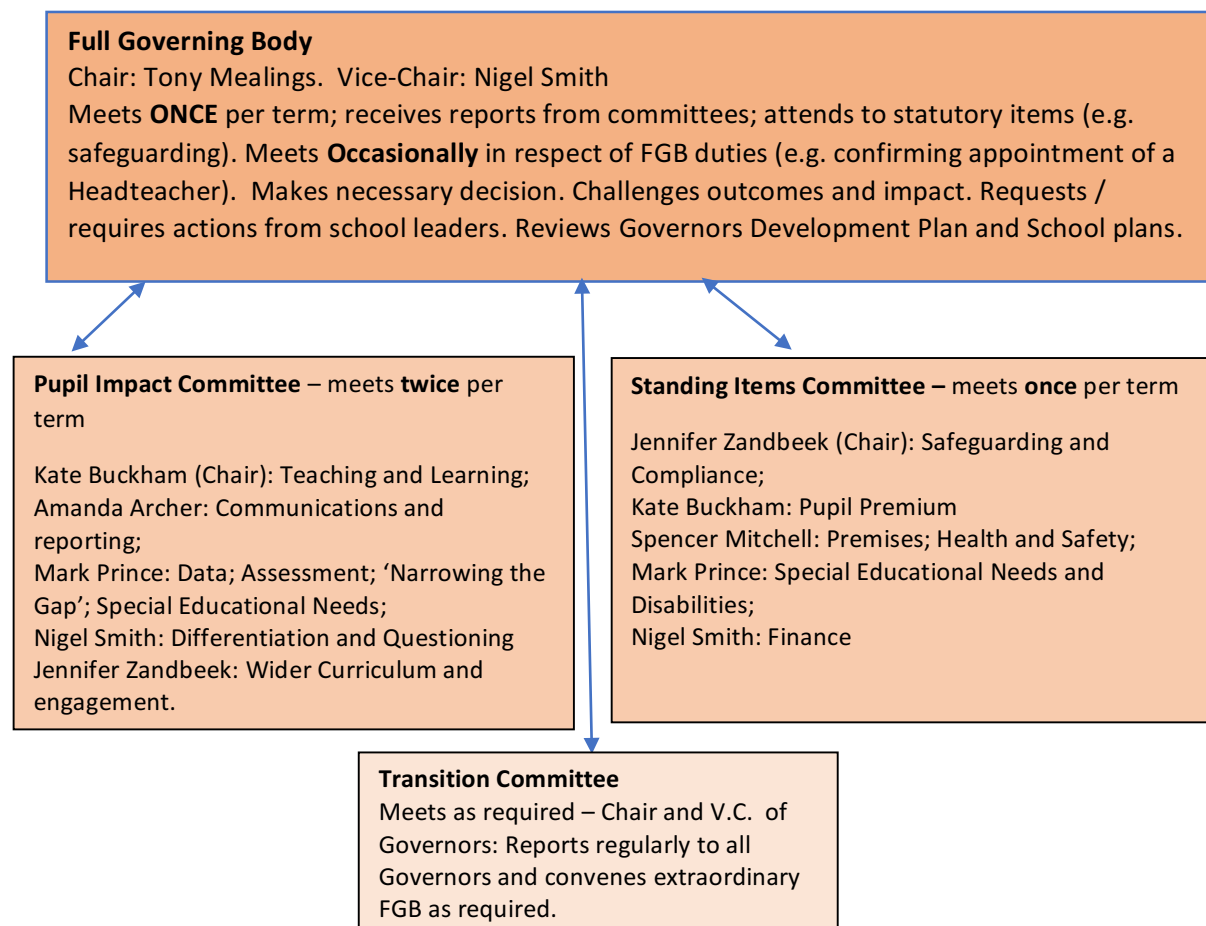 Full Governing Body
Chair: Tony Mealings.  Vice-Chair: Nigel Smith
Meets ONCE per term; receives reports from committees; attends to statutory items (e.g.
safeguarding). Meets Occasionally in respect of FGB duties (e.g. confirming appointment of a
Headteacher).  Makes necessary decision. Challenges outcomes and impact. Requests /
requires actions from school leaders. Reviews Governors Development Plan and School plans.
Pupil Impact Committee – meets twice per
term
Kate Buckham (Chair): Teaching and Learning;
Amanda Archer: Communications and
reporting;
Mark Prince: Data; Assessment; ‘Narrowing the
Gap’; Special Educational Needs;
Nigel Smith: Differentiation and Questioning
Jennifer Zandbeek: Wider Curriculum and
engagement.
Standing Items Committee – meets once per term
Jennifer Zandbeek (Chair): Safeguarding and
Compliance;
Kate Buckham: Pupil Premium
Spencer Mitchell: Premises; Health and Safety;
Mark Prince: Special Educational Needs and
Disabilities;
Nigel Smith: Finance
Transition Committee
Meets as required – Chair and V.C.  of
Governors: Reports regularly to all
Governors and convenes extraordinary
FGB as required.